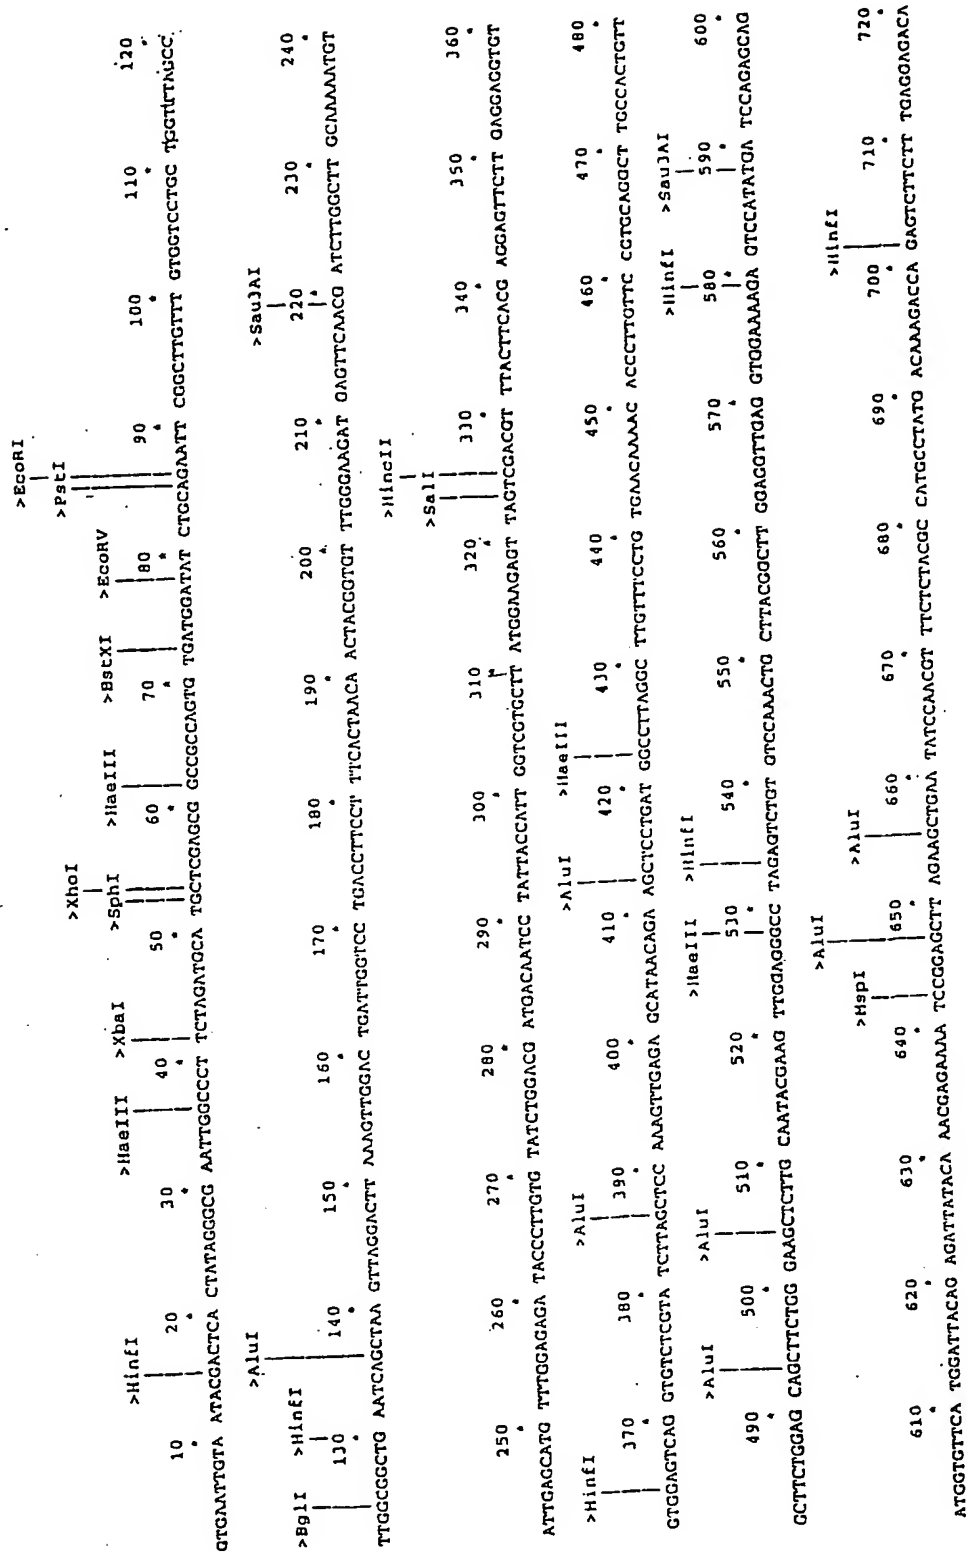 >EcoRI
>XhoI >PstI
>HinfI >HaeIII >XbaI >SphI >HaeIII >BstXI >EcoRV
10 20 30 40 50 60 70 80 90 100 110 120
GTGAATTGTA ATACGACTCA CTATAGGGCG AATTGGCCCT TCTAGATGCA TGCTCGAGCG GCCGCCAGTG TGATGGATAT CTGCAGAATT CGGCTTGTTT GTGGTCCTGC TGGTTTAGCC
>BglI >HinfI >AluI >Sau3AI
130 140 150 160 170 180 190 200 210 220 230 240
TTGGCGGCTG AATCAGCTAA GTTAGGACTT AAAGTTGGAC TGATTGGTCC TGACCTTCCT TTCACTAACA ACTACGGTGT TTGGGAAGAT GAGTTCAACG ATCTTGGCTT GCAAAAATGT
>HincII
>SalI
250 260 270 280 290 300 310 320 330 340 350 360
ATTGAGCATG TTTGGAGAGA TACCCTTGTG TATCTGGACG ATGACAATCC TATTACCATT GGTCGTGCTT ATGGAAGAGT TAGTCGACGT TTACTTCACG AGGAGTTCTT GAGGAGGTGT
>HinfI >AluI >AluI >HaeIII
370 380 390 400 410 420 430 440 450 460 470 480
GTGGAGTCAG GTGTCTCGTA TCTTAGCTCC AAAGTTGAGA GCATAACAGA AGCTCCTGAT GGCCTTAGGC TTGTTTCCTG TGAACAAAAC ACCCTTGTTC CGTGCAGGCT TGCCACTGTT
>AluI >AluI >HaeIII >HinfI >HinfI >Sau3AI
490 500 510 520 530 540 550 560 570 580 590 600
GCTTCTGGAG CAGCTTCTGG GAAGCTCTTG CAATACGAAG TTGGAGGGCC TAGAGTCTGT GTCCAAACTG CTTACGGCTT GGAGGTTGAG GTGGAAAAGA GTCCATATGA TCCAGAGCAG
>HspI >AluI >AluI >HinfI
610 620 630 640 650 660 670 680 690 700 710 720
ATGGTGTTCA TGGATTACAG AGATTATACA AACGAGAAAA TCCGGAGCTT AGAAGCTGAA TATCCAACGT TTCTCTACGC CATGCCTATG ACAAAGACCA GAGTCTTCTT TGAGGAGACA